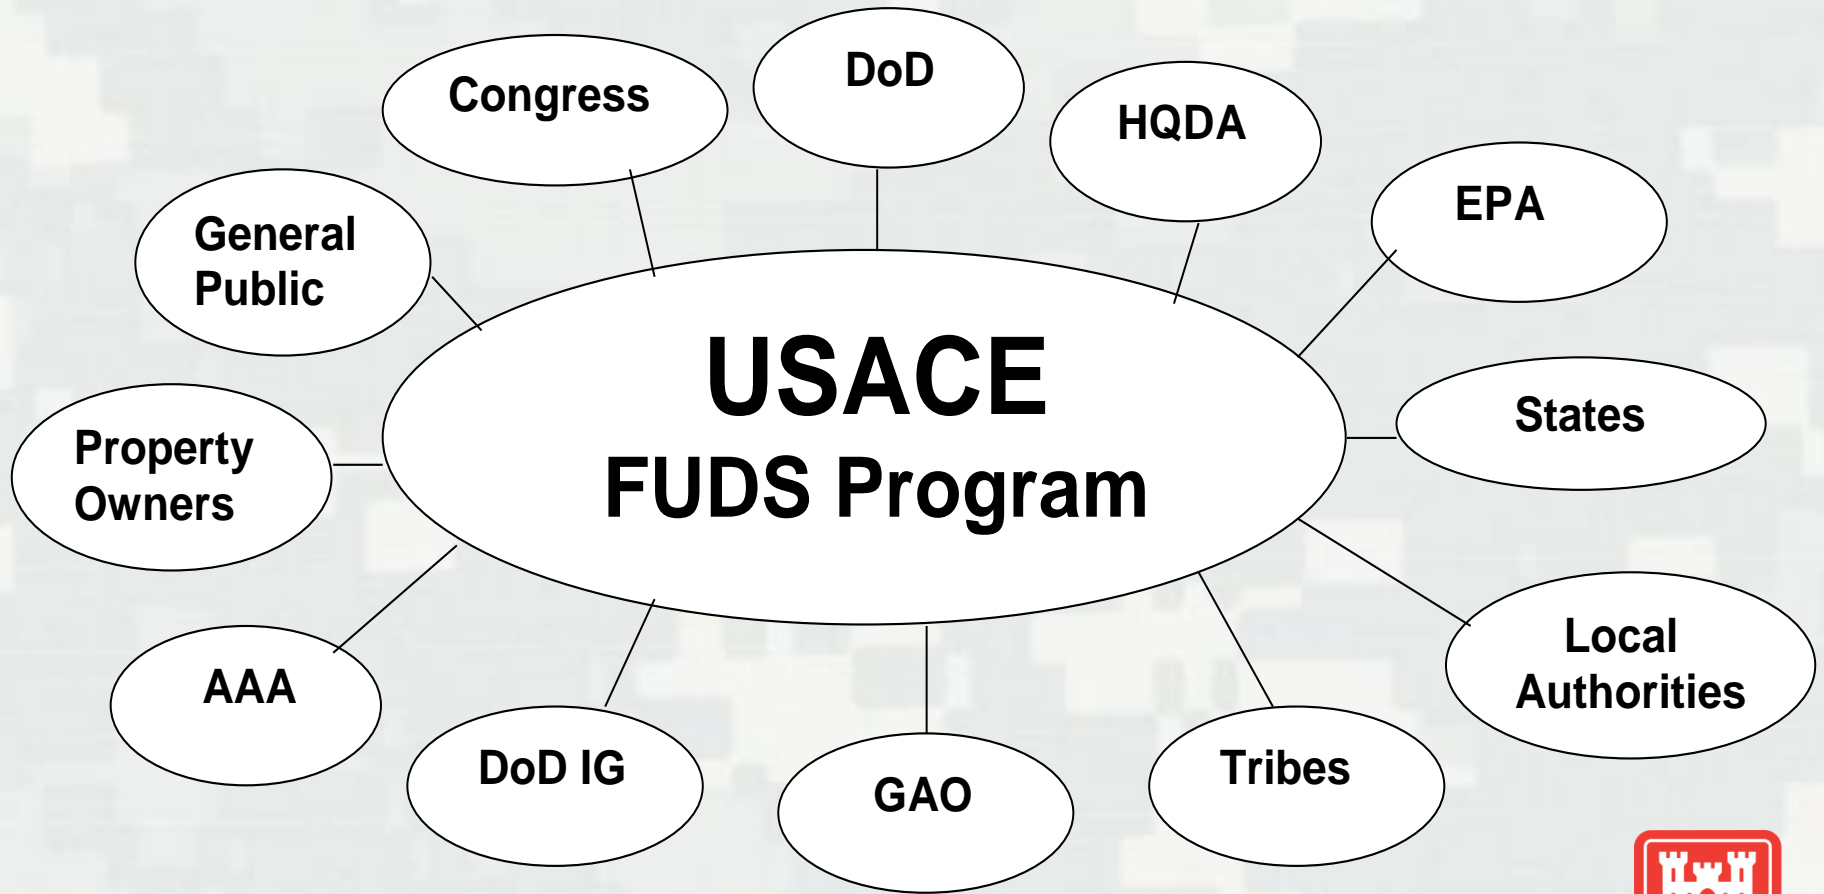 DoD
Congress
HQDA
EPA
General
Public
USACE
FUDS Program
States
Property
Owners
Local
Authorities
AAA
DoD IG
GAO
Tribes